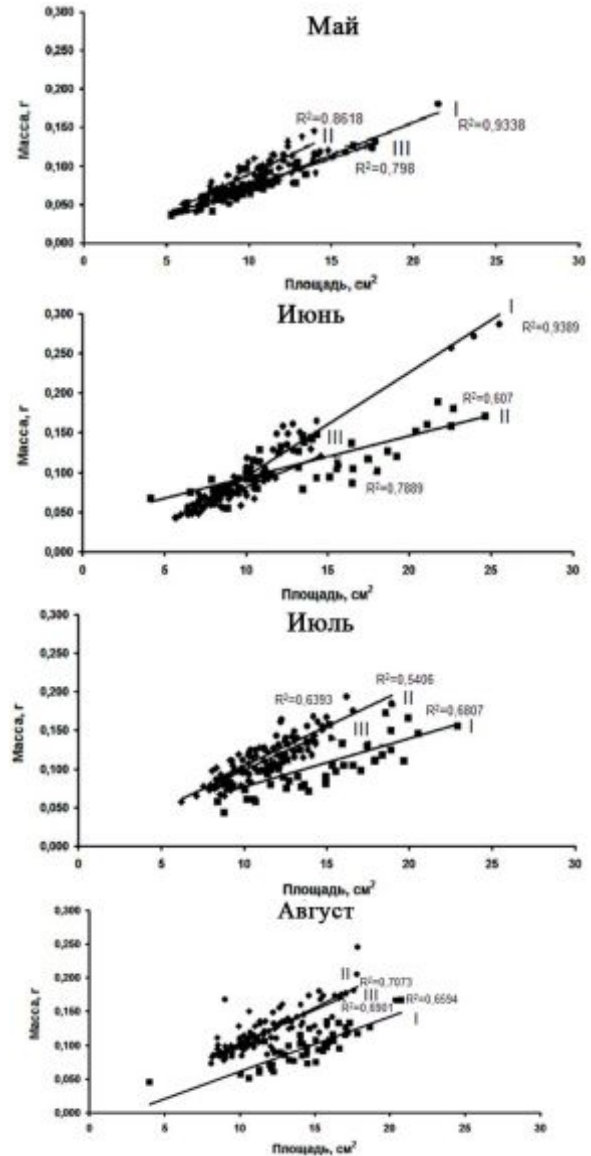 Май
Масса, г
0,300
0,250
0,200
0,150
0,100
0,050
0,000
R²=0.8618
II
I
R²=0,9338
III
R²=0,798
0 5 10 15 20 25 30
Площадь, см²
Июнь
Масса, г
0,300
0,250
0,200
0,150
0,100
0,050
0,000
I
R²=0,9389
R²=0,607
II
III
R²=0,7889
0 5 10 15 20 25 30
Площадь, см²
Июль
Масса, г
0,300
0,250
0,200
0,150
0,100
0,050
0,000
R²=0,5406
R²=0,6393
II
R²=0,6807
III
I
0 5 10 15 20 25 30
Площадь, см²
Август
Масса, г
0,300
0,250
0,200
0,150
0,100
0,050
0,000
II
R²=0,7073
III
R²=0,6901
R²=0,6594
I
0 5 10 15 20 25 30
Площадь, см²